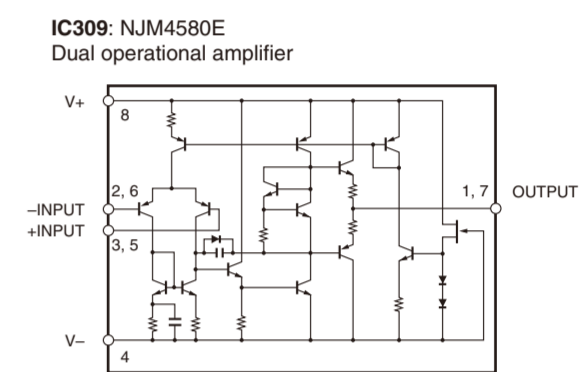 IC309: NJM4580E
Dual operational amplifier
V+
8
2, 6
–INPUT
+INPUT
3, 5
1, 7 OUTPUT
V–
4